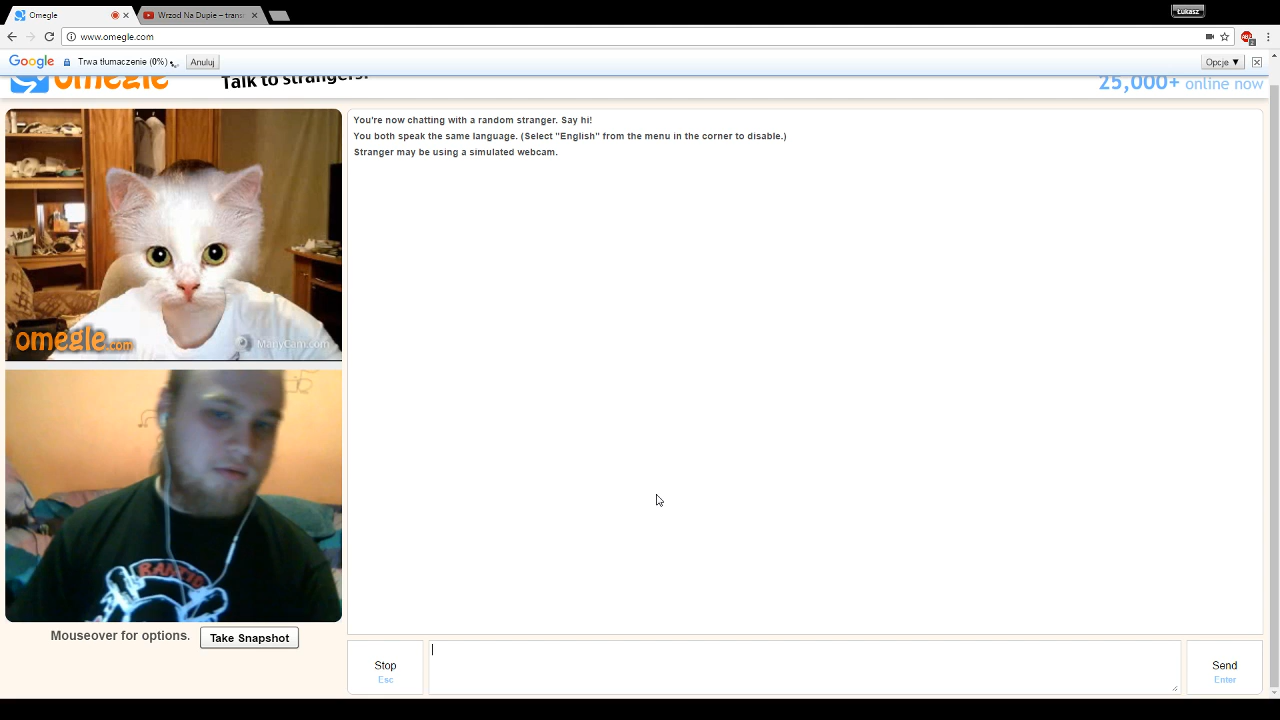 Omegle
Wrzod Na Dupie – trans
Łukasz
www.omegle.com
Google
Trwa tłumaczenie (0%)
Anuluj
Opcje ▼
omegle
Talk to strangers!
25,000+ online now
You're now chatting with a random stranger. Say hi!
You both speak the same language. (Select "English" from the menu in the corner to disable.)
Stranger may be using a simulated webcam.
omegle.com
ManyCam.com
Mouseover for options.
Take Snapshot
Stop
Esc
Send
Enter